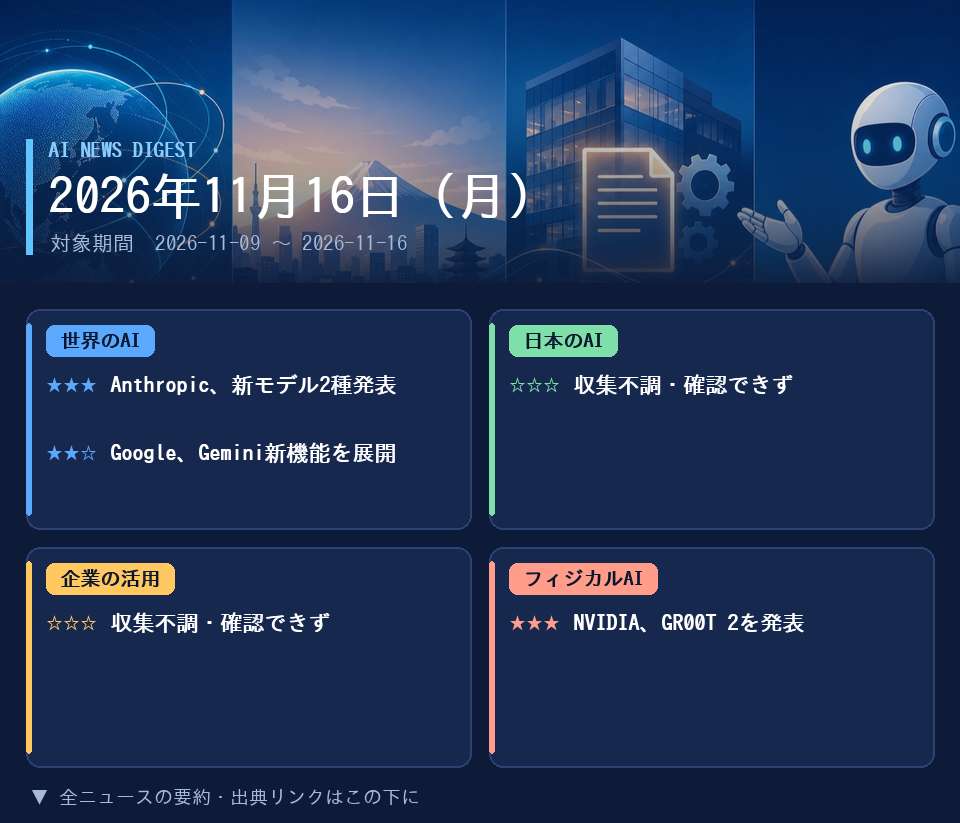 AI NEWS DIGEST
2026年11月16日（月）
対象期間　2026-11-09 〜 2026-11-16
世界のAI
★★★ Anthropic、新モデル2種発表
★★☆ Google、Gemini新機能を展開
日本のAI
☆☆☆ 収集不調・確認できず
企業の活用
☆☆☆ 収集不調・確認できず
フィジカルAI
★★★ NVIDIA、GR00T 2を発表
▼ 全ニュースの要約・出典リンクはこの下に